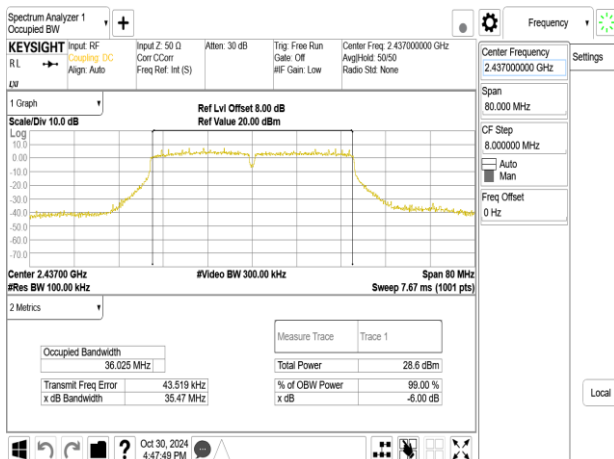 Spectrum Analyzer 1
Occupied BW
Frequency
KEYSIGHT
RL
LXI
Input: RF
Coupling: DC
Align: Auto
Input Z: 50 Ω
Corr CCorr
Freq Ref: Int (S)
Atten: 30 dB
Trig: Free Run
Gate: Off
#IF Gain: Low
Center Freq: 2.437000000 GHz
Avg|Hold: 50/50
Radio Std: None
Center Frequency
2.437000000 GHz
Settings
Span
80.000 MHz
CF Step
8.000000 MHz
Auto
Man
Freq Offset
0 Hz
Local
1 Graph
Scale/Div 10.0 dB
Ref Lvl Offset 8.00 dB
Ref Value 20.00 dBm
Log
10.0
0.00
-10.0
-20.0
-30.0
-40.0
-50.0
-60.0
-70.0
Center 2.43700 GHz
#Res BW 100.00 kHz
#Video BW 300.00 kHz
Span 80 MHz
Sweep 7.67 ms (1001 pts)
2 Metrics
Measure Trace Trace 1
Occupied Bandwidth
36.025 MHz
Total Power 28.6 dBm
Transmit Freq Error 43.519 kHz
% of OBW Power 99.00 %
x dB Bandwidth 35.47 MHz
x dB -6.00 dB
Oct 30, 2024
4:47:49 PM